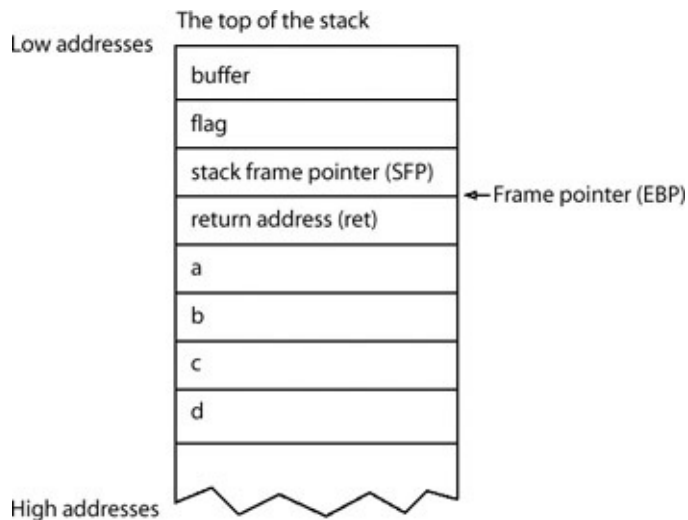 The top of the stack
Low addresses
buffer
flag
stack frame pointer (SFP)
Frame pointer (EBP)
return address (ret)
a
b
c
d
High addresses